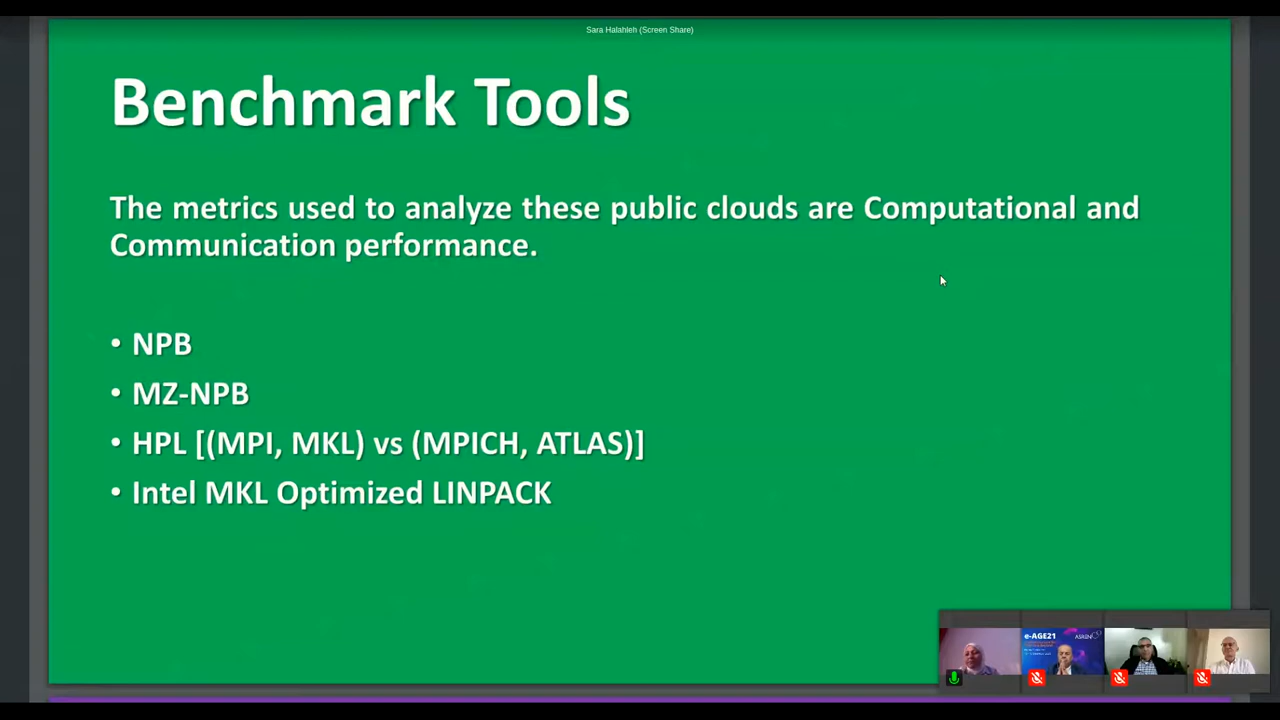 Sara Halahleh (Screen Share)
Benchmark Tools
The metrics used to analyze these public clouds are Computational and
Communication performance.
• NPB
• MZ-NPB
• HPL [(MPI, MKL) vs (MPICH, ATLAS)]
• Intel MKL Optimized LINPACK
e-AGE21